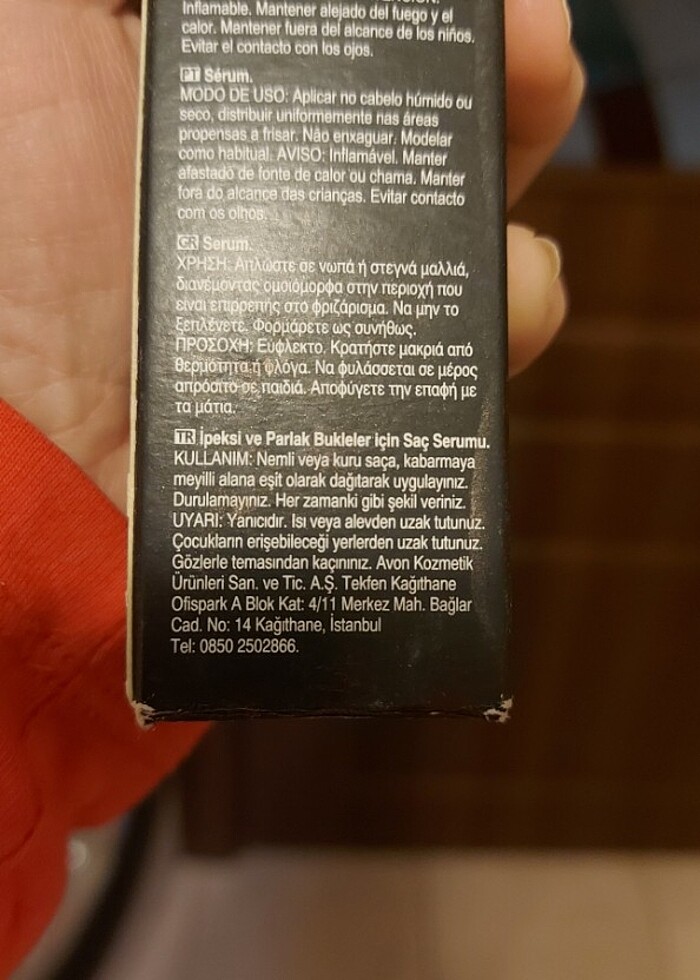 Inflamable. Mantener alejado del fuego y el
calor. Mantener fuera del alcance de los niños.
Evitar el contacto con los ojos.
PT Sérum.
MODO DE USO: Aplicar no cabelo húmido ou
seco, distribuir uniformemente nas áreas
propensas a frisar. Não enxaguar. Modelar
como habitual. AVISO: Inflamável. Manter
afastado de fonte de calor ou chama. Manter
fora do alcance das crianças. Evitar contacto
com os olhos.
GR Serum.
ΧΡΗΣΗ: Απλώστε σε νωπά ή στεγνά μαλλιά,
διανέμοντας ομοιόμορφα στην περιοχή που
είναι επιρρεπής στο φριζάρισμα. Να μην το
ξεπλένετε. Φορμάρετε ως συνήθως.
ΠΡΟΣΟΧΗ: Εύφλεκτο. Κρατήστε μακριά από
θερμότητα ή φλόγα. Να φυλάσσεται σε μέρος
απρόσιτο σε παιδιά. Αποφύγετε την επαφή με
τα μάτια.
TR İpeksi ve Parlak Bukleler için Saç Serumu.
KULLANIM: Nemli veya kuru saça, kabarmaya
meyilli alana eşit olarak dağıtarak uygulayınız.
Durulamayınız. Her zamanki gibi şekil veriniz.
UYARI: Yanıcıdır. Isı veya alevden uzak tutunuz.
Çocukların erişebileceği yerlerden uzak tutunuz.
Gözlerle temasından kaçınınız. Avon Kozmetik
Ürünleri San. ve Tic. A.Ş. Tekfen Kağıthane
Ofispark A Blok Kat: 4/11 Merkez Mah. Bağlar
Cad. No: 14 Kağıthane, İstanbul
Tel: 0850 2502866.